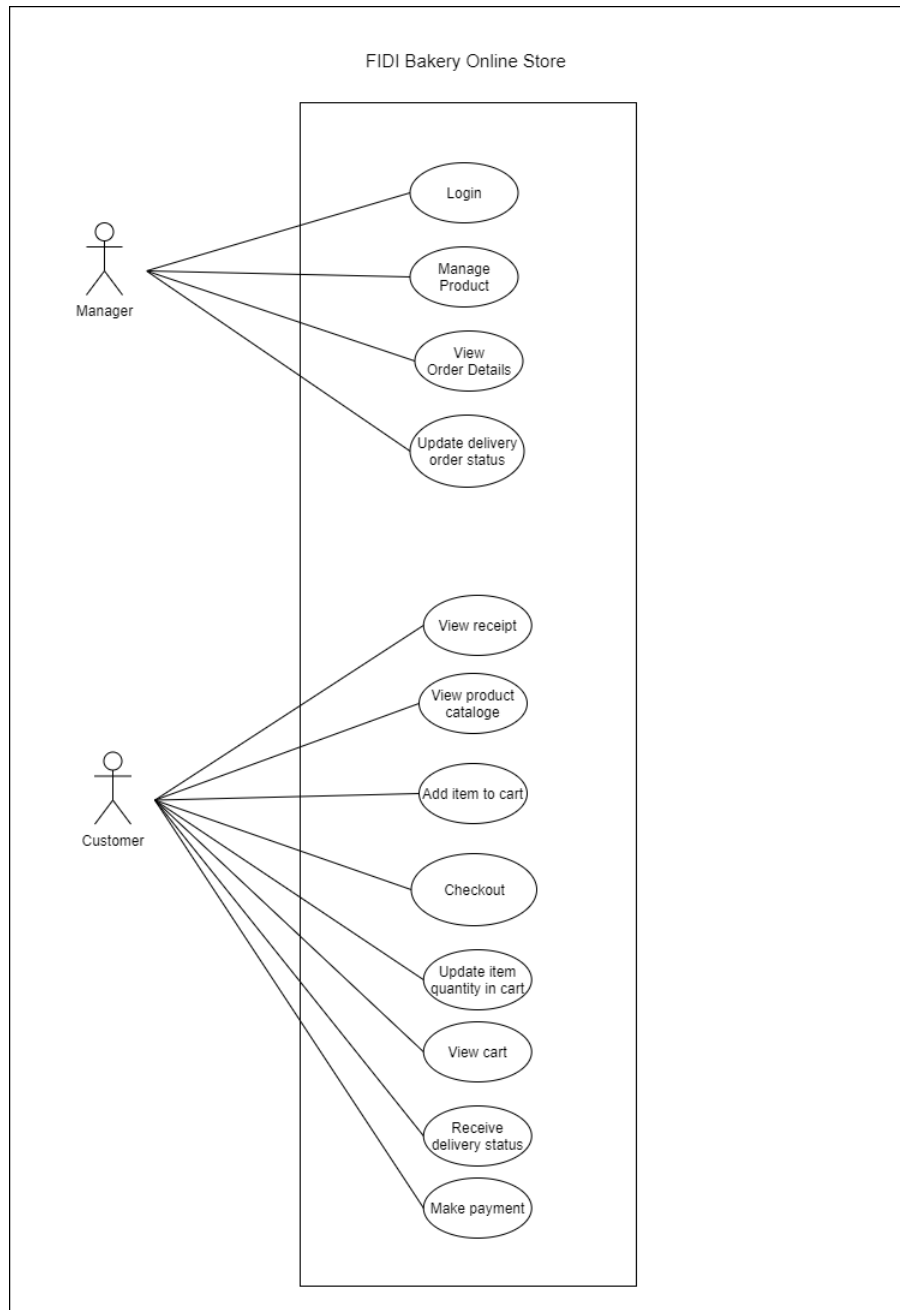 FIDI Bakery Online Store
Login
Manage
Product
Manager
View
Order Details
Update delivery
order status
View receipt
View product
cataloge
Add item to cart
Customer
Checkout
Update item
quantity in cart
View cart
Receive
delivery status
Make payment